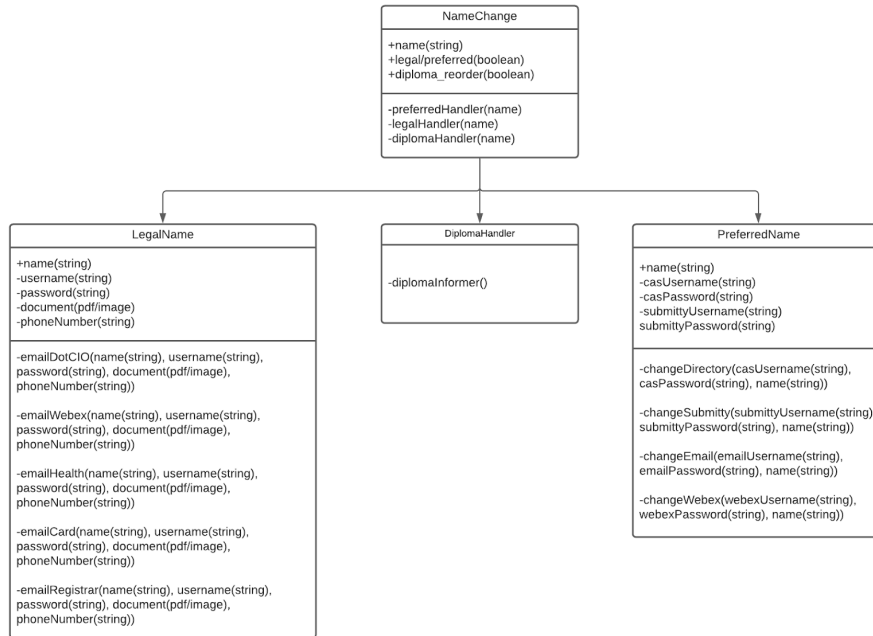 NameChange
+name(string)
+legal/preferred(boolean)
+diploma_reorder(boolean)
-preferredHandler(name)
-legalHandler(name)
-diplomaHandler(name)
LegalName
+name(string)
-username(string)
-password(string)
-document(pdf/image)
-phoneNumber(string)
-emailDotCIO(name(string), username(string),
password(string), document(pdf/image),
phoneNumber(string))
-emailWebex(name(string), username(string),
password(string), document(pdf/image),
phoneNumber(string))
-emailHealth(name(string), username(string),
password(string), document(pdf/image),
phoneNumber(string))
-emailCard(name(string), username(string),
password(string), document(pdf/image),
phoneNumber(string))
-emailRegistrar(name(string), username(string),
password(string), document(pdf/image),
phoneNumber(string))
DiplomaHandler
-diplomaInformer()
PreferredName
+name(string)
-casUsername(string)
-casPassword(string)
-submittyUsername(string)
submittyPassword(string)
-changeDirectory(casUsername(string),
casPassword(string), name(string))
-changeSubmitty(submittyUsername(string)
submittyPassword(string), name(string))
-changeEmail(emailUsername(string),
emailPassword(string), name(string))
-changeWebex(webexUsername(string),
webexPassword(string), name(string))